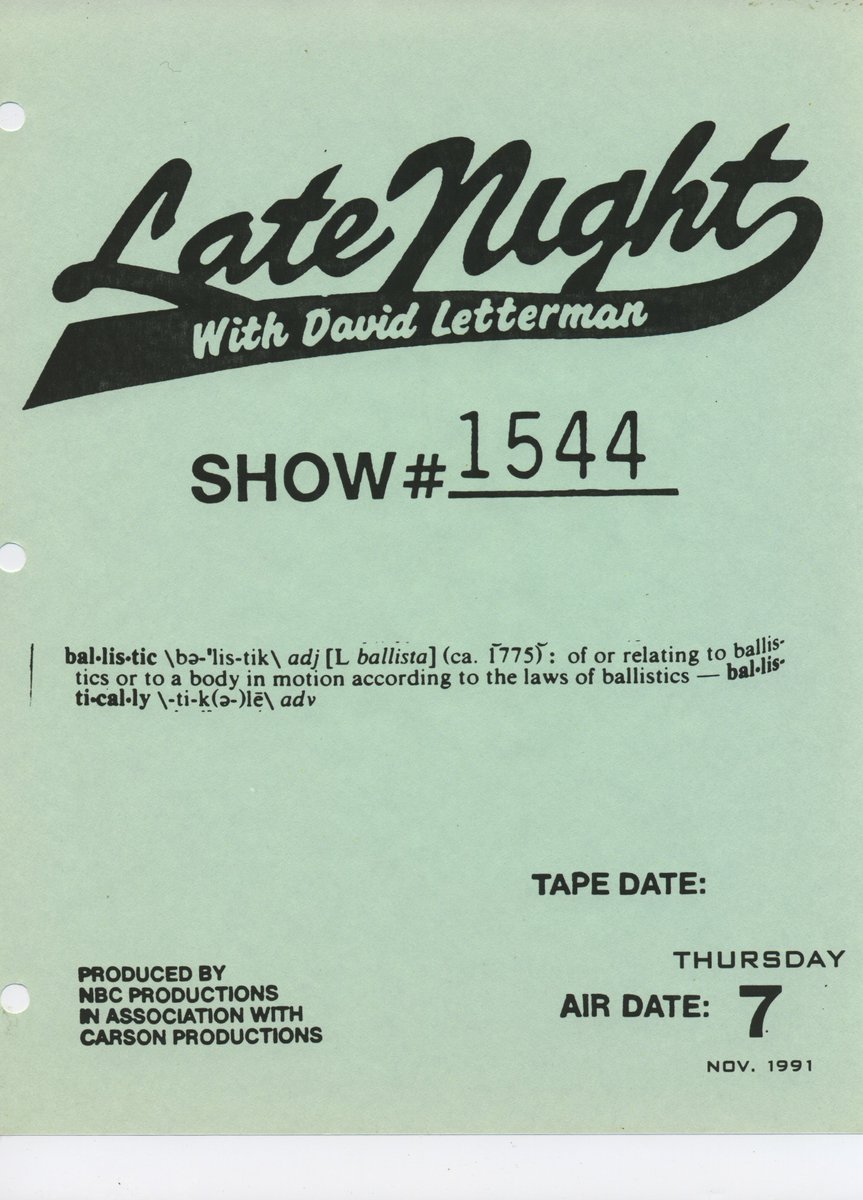 Late Night
With David Letterman
SHOW# 1544
bal•lis•tic \bə-ˈlis-tik\ adj [L ballista] (ca. 1775) : of or relating to ballis-
tics or to a body in motion according to the laws of ballistics — bal•lis-
ti•cal•ly \-ti-k(ə-)lē\ adv
TAPE DATE:
THURSDAY
AIR DATE: 7
NOV. 1991
PRODUCED BY
NBC PRODUCTIONS
IN ASSOCIATION WITH
CARSON PRODUCTIONS